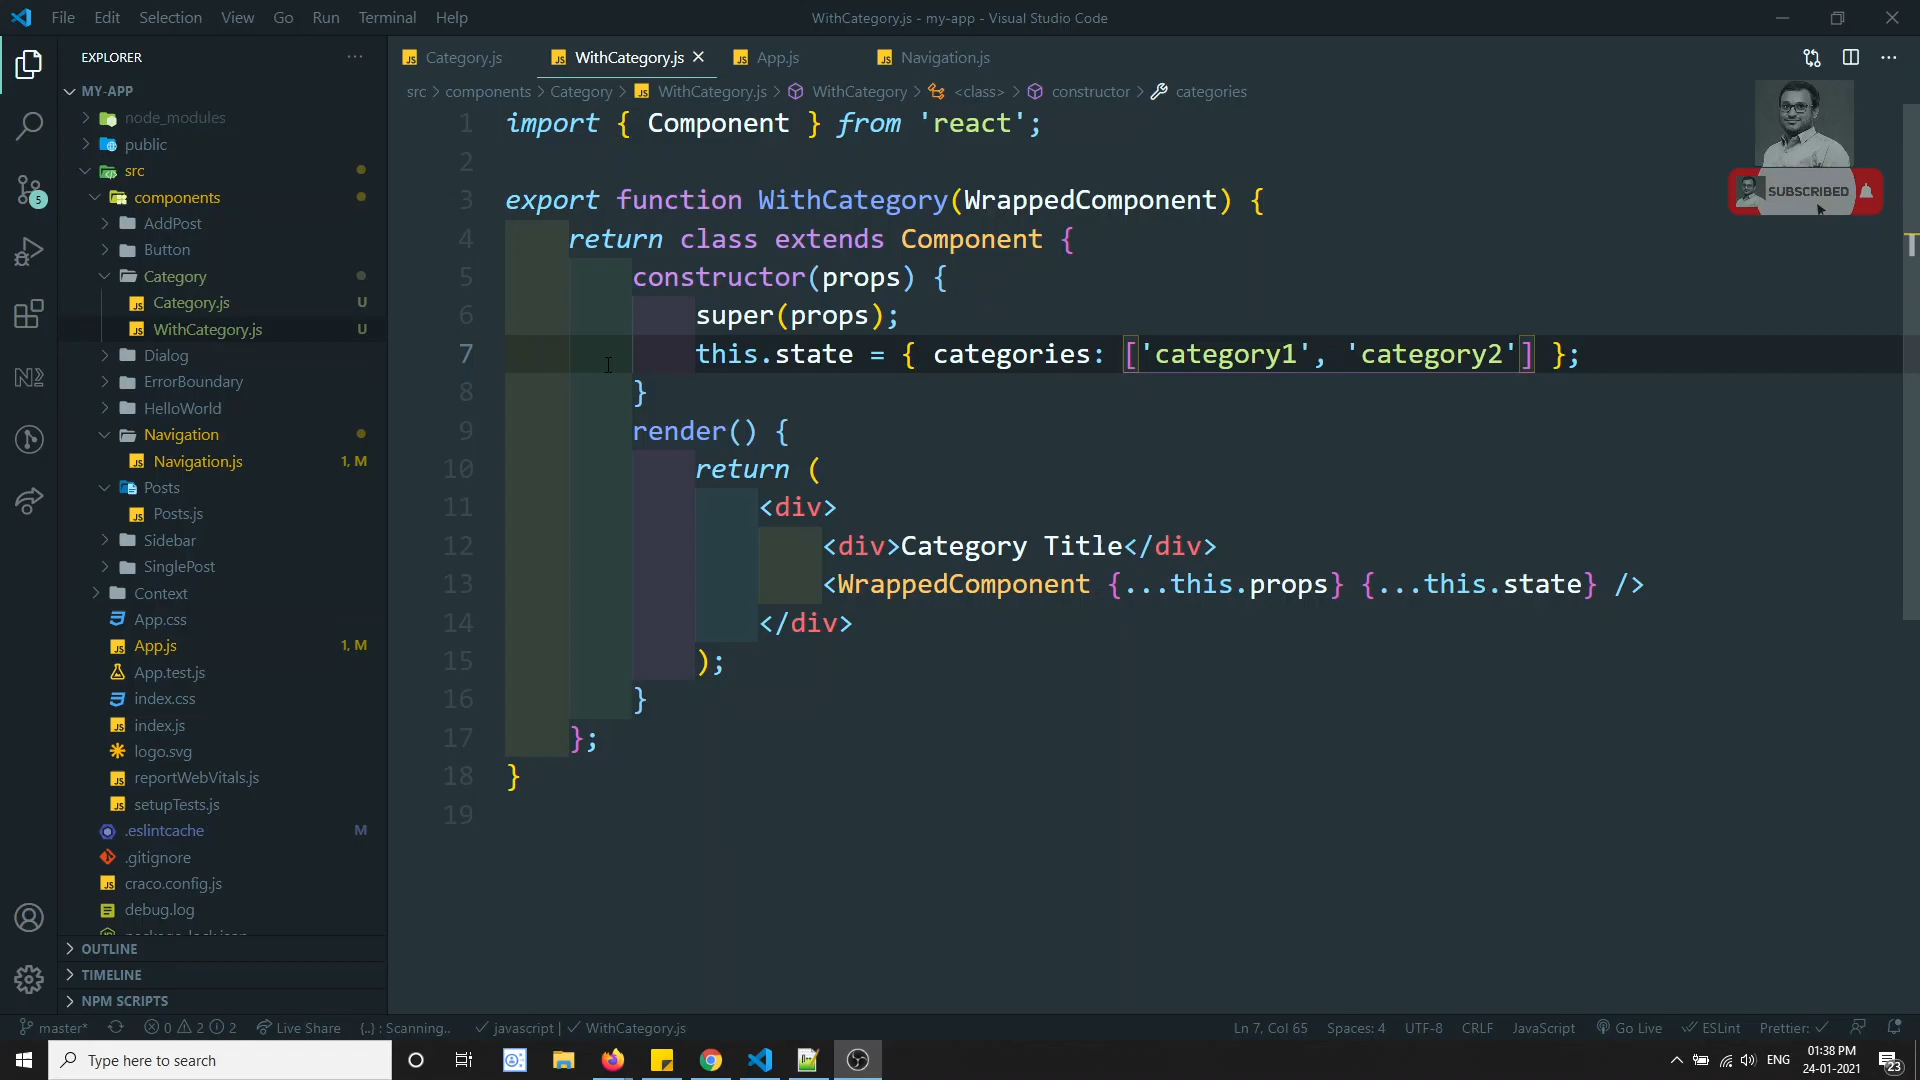 File Edit Selection View Go Run Terminal Help
WithCategory.js - my-app - Visual Studio Code
EXPLORER
MY-APP
node_modules
public
src
components
AddPost
Button
Category
Category.js U
WithCategory.js U
Dialog
ErrorBoundary
HelloWorld
Navigation
Navigation.js 1, M
Posts
Posts.js
Sidebar
SinglePost
Context
App.css
App.js 1, M
App.test.js
index.css
index.js
logo.svg
reportWebVitals.js
setupTests.js
.eslintcache M
.gitignore
craco.config.js
debug.log
OUTLINE
TIMELINE
NPM SCRIPTS
5
Category.js WithCategory.js App.js Navigation.js
src > components > Category > WithCategory.js > WithCategory > <class> > constructor > categories
SUBSCRIBED
1 import { Component } from 'react';
2
3 export function WithCategory(WrappedComponent) {
4 return class extends Component {
5 constructor(props) {
6 super(props);
7 this.state = { categories: ['category1', 'category2'] };
8 }
9 render() {
10 return (
11 <div>
12 <div>Category Title</div>
13 <WrappedComponent {...this.props} {...this.state} />
14 </div>
15 );
16 }
17 };
18 }
19
master* 0 2 2 Live Share {..} : Scanning.. javascript | WithCategory.js
Ln 7, Col 65 Spaces: 4 UTF-8 CRLF JavaScript Go Live ESLint Prettier:
Type here to search
ENG
01:38 PM
24-01-2021
23